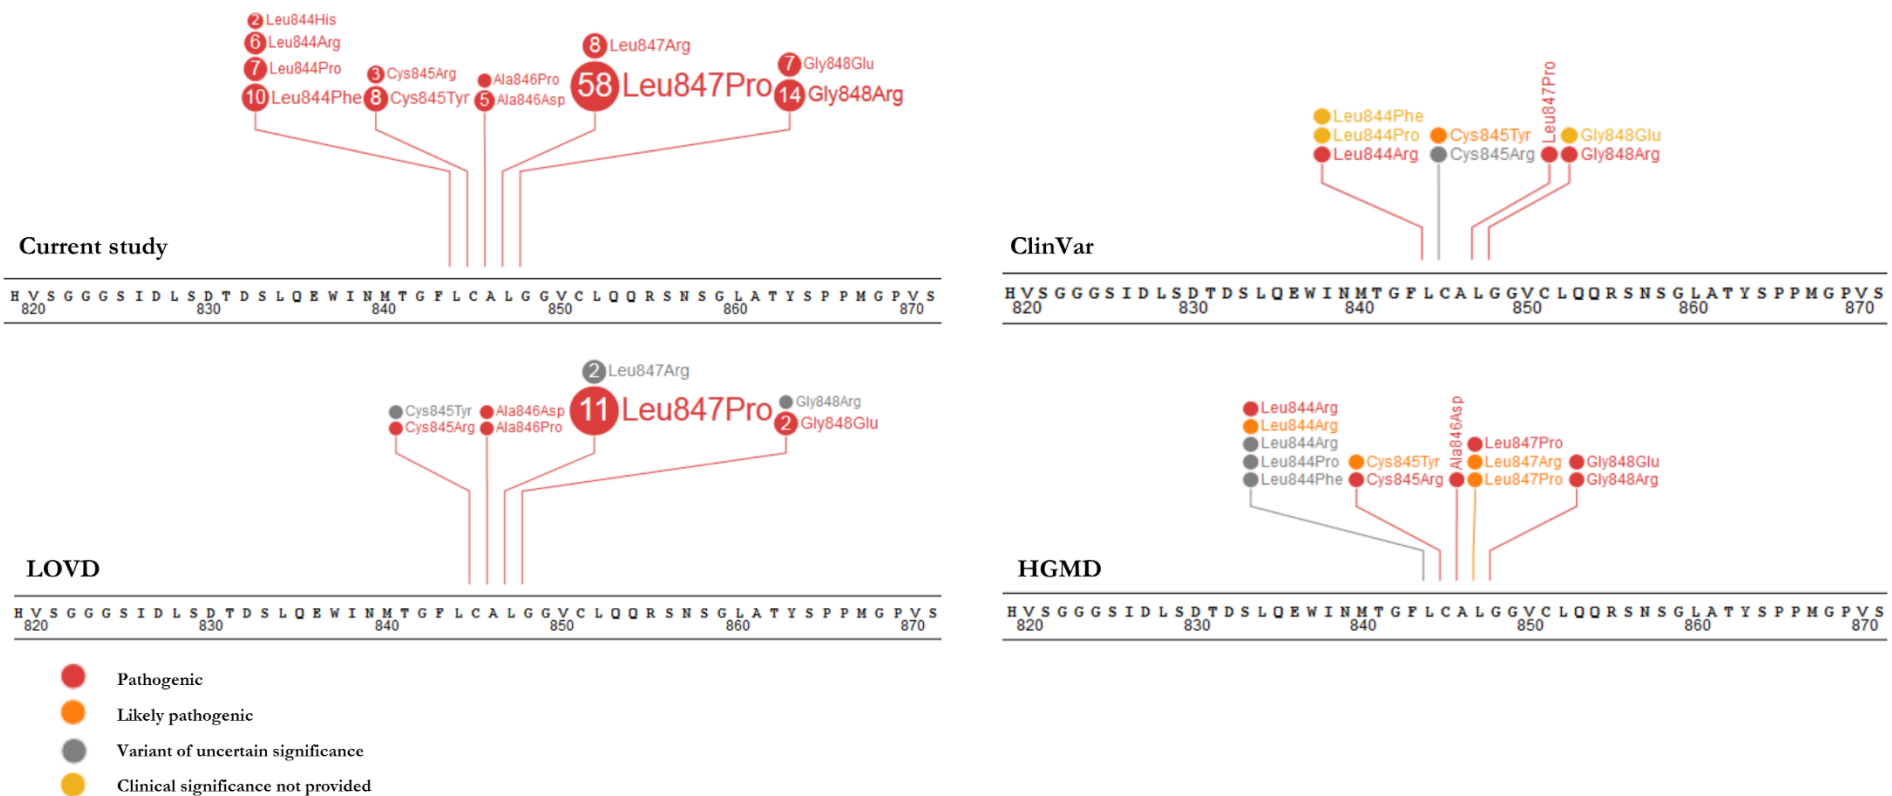 2 Leu844His
6 Leu844Arg
7 Leu844Pro
10 Leu844Phe
3 Cys845Arg
8 Cys845Tyr
Ala846Pro
5 Ala846Asp
8 Leu847Arg
58 Leu847Pro
7 Gly848Glu
14 Gly848Arg
Current study
H V S G G G S I D L S D T D S L Q E W I N M T G F L C A L G G V C L Q Q R S N S G L A T Y S P P M G P V S
820 830 840 850 860 870
Leu844Phe
Leu844Pro
Leu844Arg
Cys845Tyr
Cys845Arg
Leu847Pro
Gly848Glu
Gly848Arg
ClinVar
H V S G G G S I D L S D T D S L Q E W I N M T G F L C A L G G V C L Q Q R S N S G L A T Y S P P M G P V S
820 830 840 850 860 870
Cys845Tyr
Cys845Arg
Ala846Asp
Ala846Pro
2 Leu847Arg
11 Leu847Pro
Gly848Arg
2 Gly848Glu
LOVD
H V S G G G S I D L S D T D S L Q E W I N M T G F L C A L G G V C L Q Q R S N S G L A T Y S P P M G P V S
820 830 840 850 860 870
Leu844Arg
Leu844Arg
Leu844Arg
Leu844Pro
Leu844Phe
Cys845Tyr
Cys845Arg
Ala846Asp
Leu847Pro
Leu847Arg
Leu847Pro
Gly848Glu
Gly848Arg
HGMD
H V S G G G S I D L S D T D S L Q E W I N M T G F L C A L G G V C L Q Q R S N S G L A T Y S P P M G P V S
820 830 840 850 860 870
Pathogenic
Likely pathogenic
Variant of uncertain significance
Clinical significance not provided